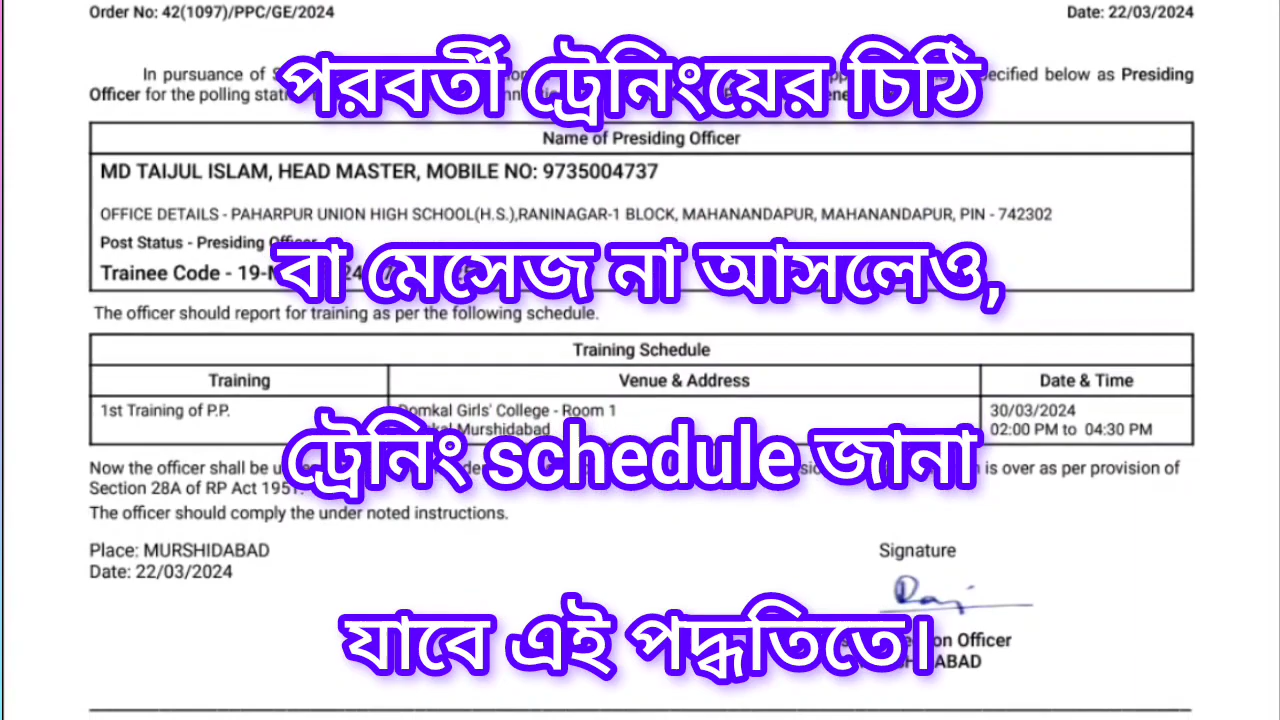 Order No: 42(1097)/PPC/GE/2024
Date: 22/03/2024
পরবর্তী ট্রেনিংয়ের চিঠি
In pursuance of
specified below as Presiding
Officer for the polling
Name of Presiding Officer
MD TAIJUL ISLAM, HEAD MASTER, MOBILE NO: 9735004737
OFFICE DETAILS - PAHARPUR UNION HIGH SCHOOL(H.S.),RANINAGAR-1 BLOCK, MAHANANDAPUR, MAHANANDAPUR, PIN - 742302
Post Status - Presiding Officer
বা মেসেজ না আসলেও,
Trainee Code - 19-
The officer should report for training as per the following schedule.
Training Schedule
Training
Venue & Address
Date & Time
1st Training of P.P.
Domkal Girls' College - Room 1
30/03/2024
Murshidabad
02:00 PM to 04:30 PM
ট্রেনিং schedule জানা
Now the officer shall be
is over as per provision of
Section 28A of RP Act 1951.
The officer should comply the under noted instructions.
Place: MURSHIDABAD
Signature
Date: 22/03/2024
যাবে এই পদ্ধতিতে।
Officer